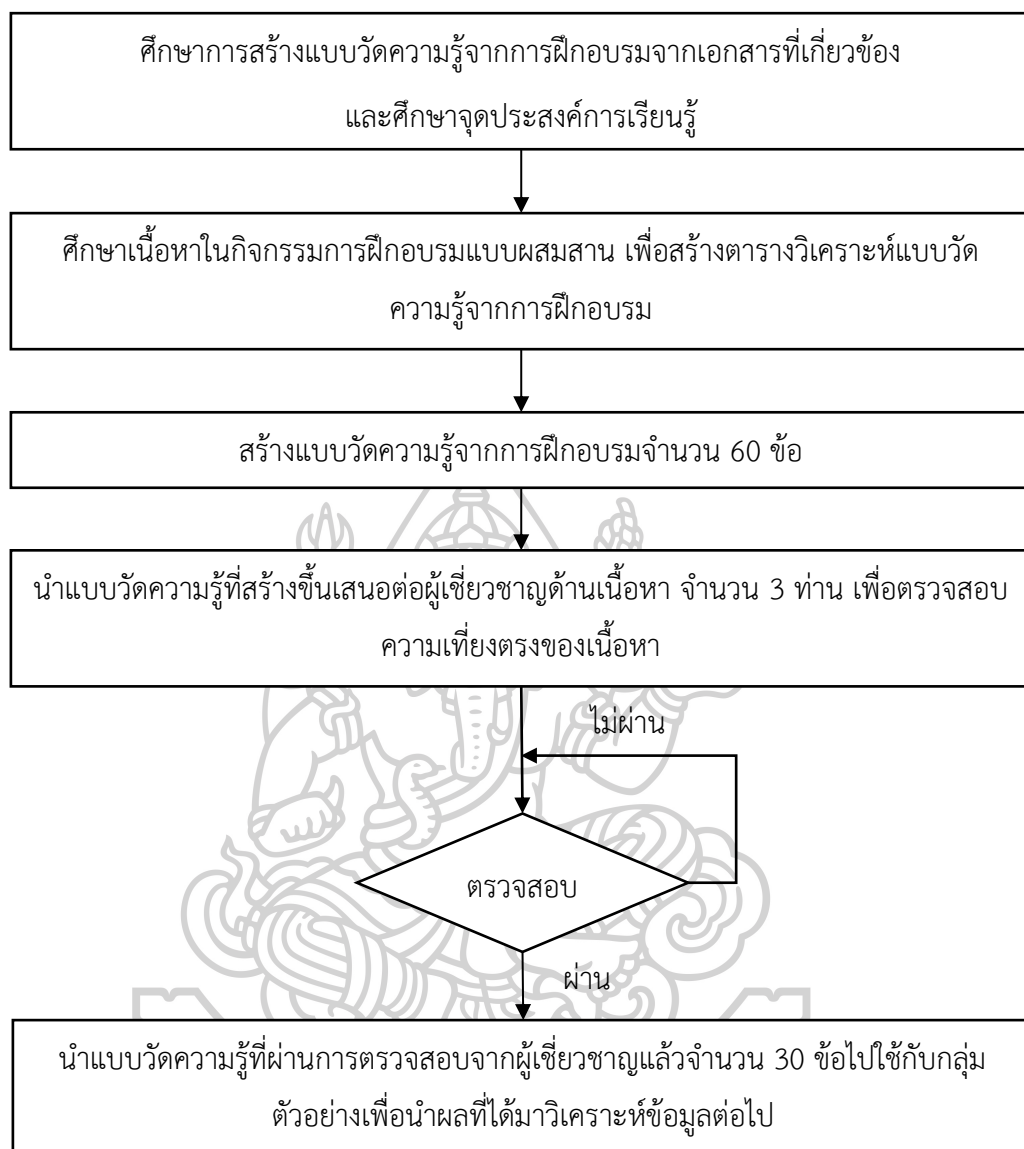 ศึกษาการสร้างแบบวัดความรู้จากการฝึกอบรมจากเอกสารที่เกี่ยวข้อง
และศึกษาจุดประสงค์การเรียนรู้
ศึกษาเนื้อหาในกิจกรรมการฝึกอบรมแบบผสมสาน เพื่อสร้างตารางวิเคราะห์แบบวัด
ความรู้จากการฝึกอบรม
สร้างแบบวัดความรู้จากการฝึกอบรมจำนวน 60 ข้อ
นำแบบวัดความรู้ที่สร้างขึ้นเสนอต่อผู้เชี่ยวชาญด้านเนื้อหา จำนวน 3 ท่าน เพื่อตรวจสอบ
ความเที่ยงตรงของเนื้อหา
ไม่ผ่าน
ตรวจสอบ
ผ่าน
นำแบบวัดความรู้ที่ผ่านการตรวจสอบจากผู้เชี่ยวชาญแล้วจำนวน 30 ข้อไปใช้กับกลุ่ม
ตัวอย่างเพื่อนำผลที่ได้มาวิเคราะห์ข้อมูลต่อไป